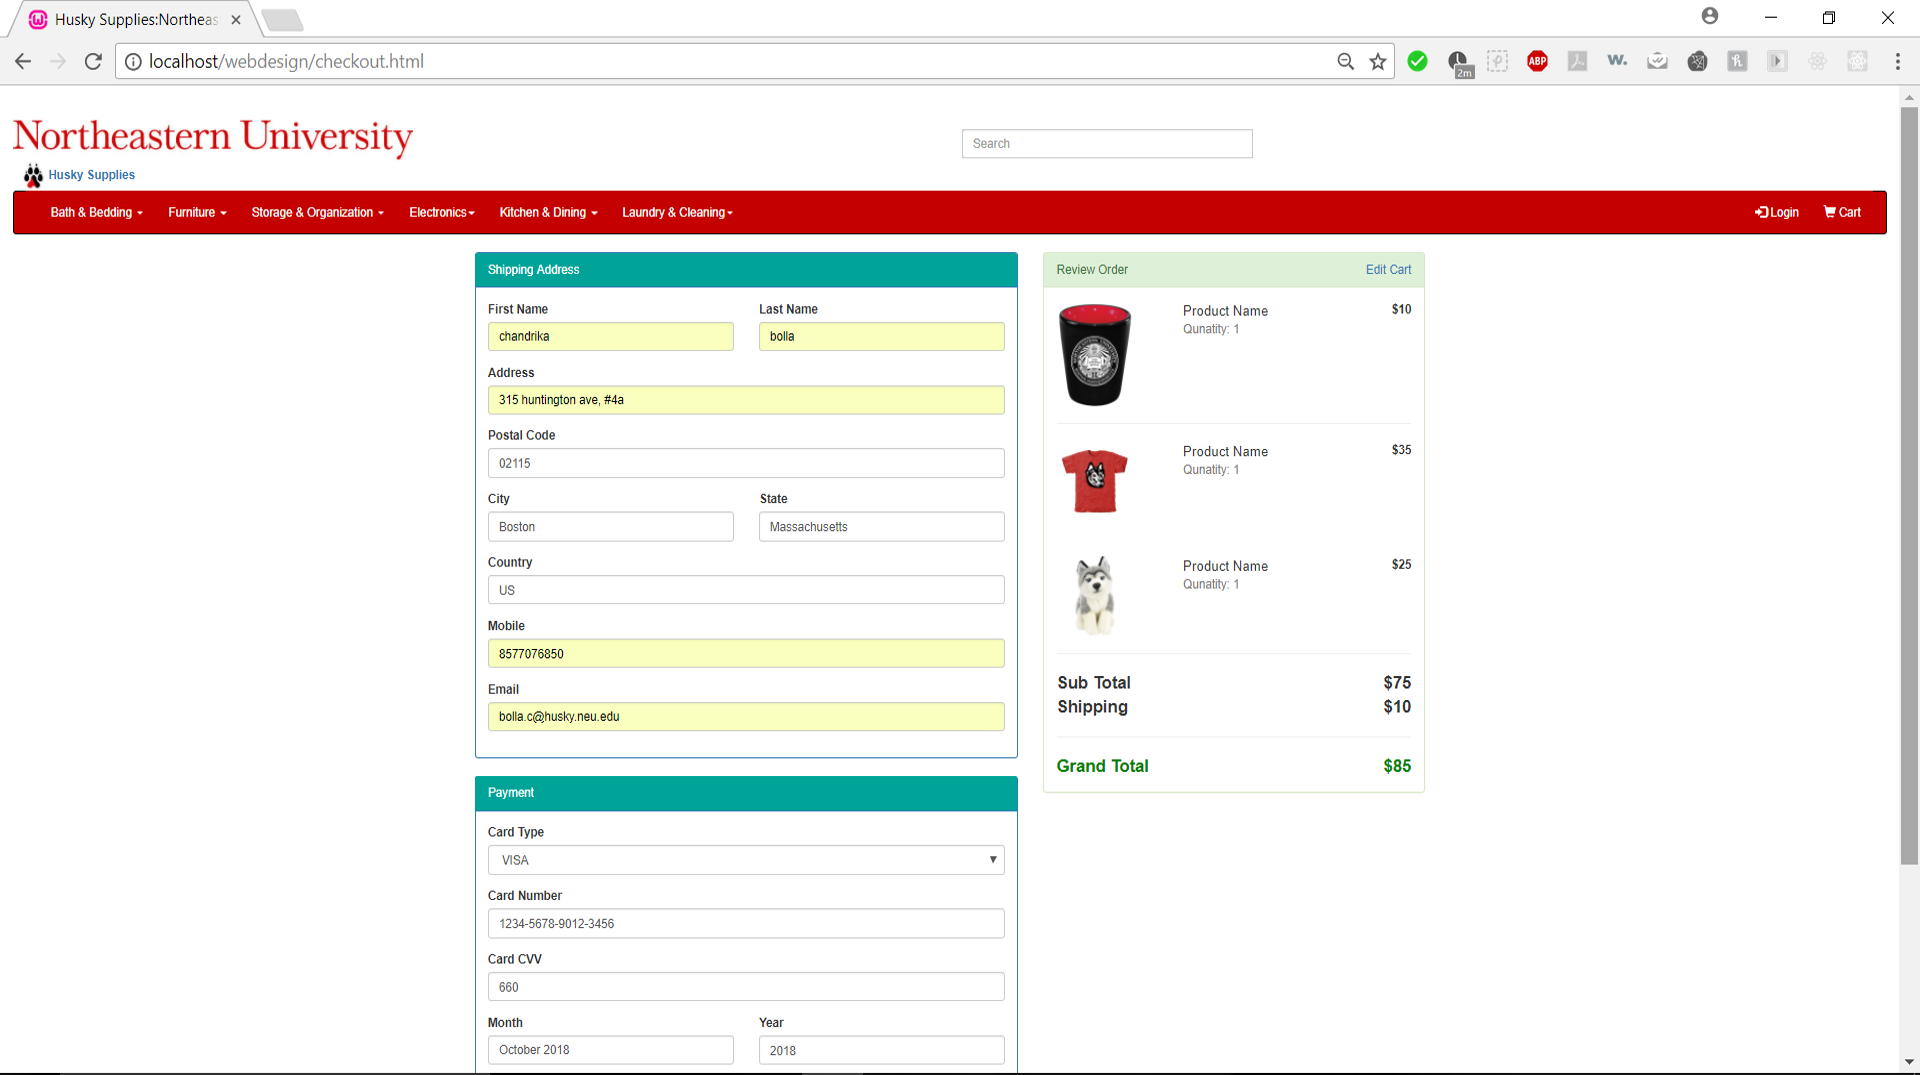 Husky Supplies:Northeas
localhost/webdesign/checkout.html
2m
ABP
w.
Northeastern University
Search
Husky Supplies
Bath & Bedding Furniture Storage & Organization Electronics Kitchen & Dining Laundry & Cleaning Login Cart
Shipping Address
First Name Last Name
chandrika bolla
Address
315 huntington ave, #4a
Postal Code
02115
City State
Boston Massachusetts
Country
US
Mobile
8577076850
Email
bolla.c@husky.neu.edu
Payment
Card Type
VISA
Card Number
1234-5678-9012-3456
Card CVV
660
Month Year
October 2018 2018
Review Order Edit Cart
Product Name $10
Qunatity: 1
Product Name $35
Qunatity: 1
Product Name $25
Qunatity: 1
Sub Total $75
Shipping $10
Grand Total $85